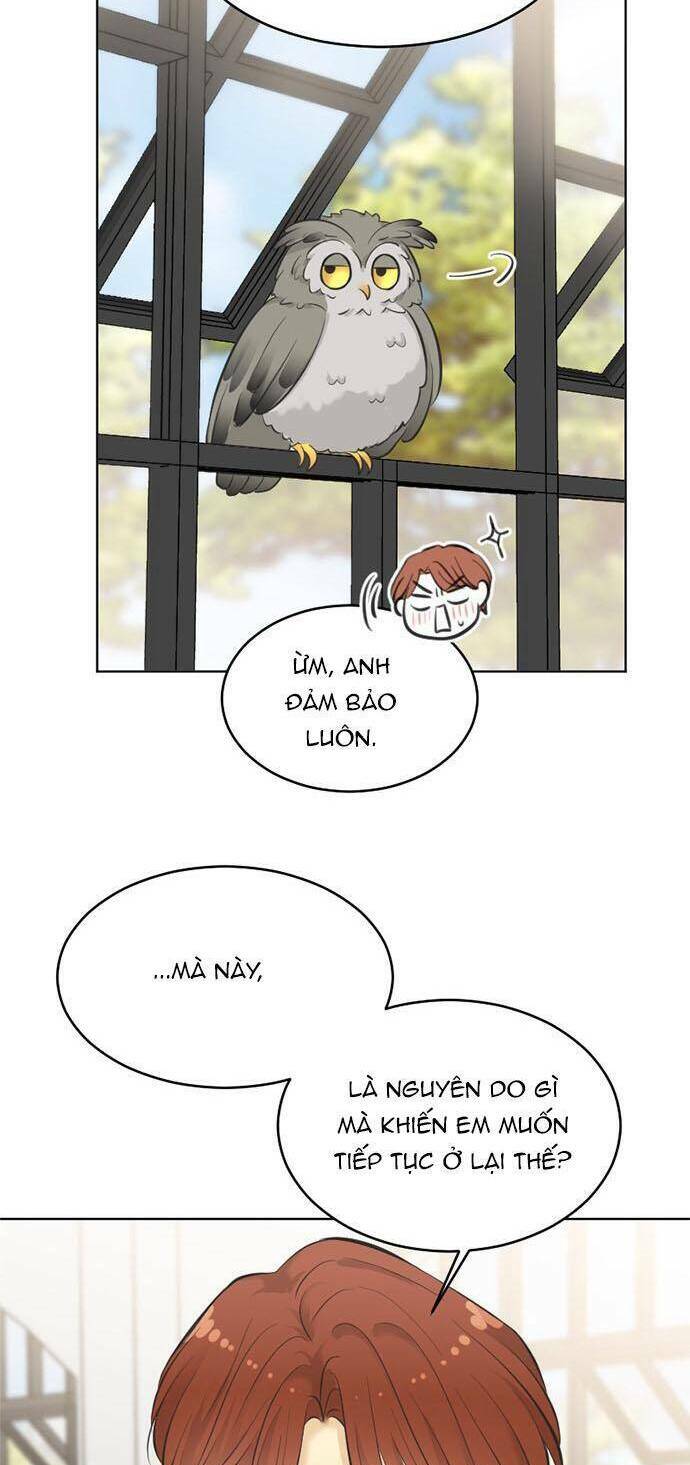 ỪM, ANH
ĐẢM BẢO
LUÔN.
...MÀ NÀY,
LÀ NGUYÊN DO GÌ
MÀ KHIẾN EM MUỐN
TIẾP TỤC Ở LẠI THẾ?